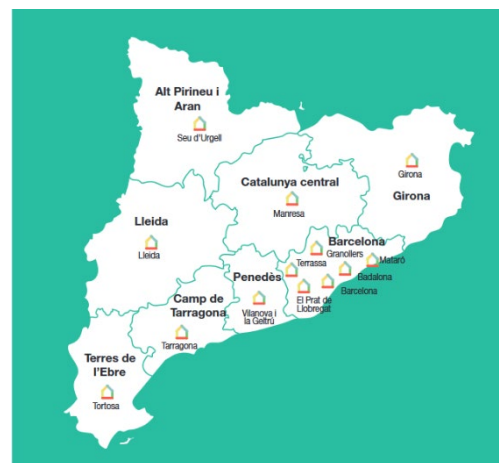 Alt Pirineu i
Aran
Seu d'Urgell
Girona
Girona
Catalunya central
Manresa
Lleida
Lleida
Barcelona
Granollers
Mataró
Terrassa
Badalona
Barcelona
El Prat de
Llobregat
Penedès
Vilanova i
la Geltrú
Camp de
Tarragona
Tarragona
Terres de
l'Ebre
Tortosa